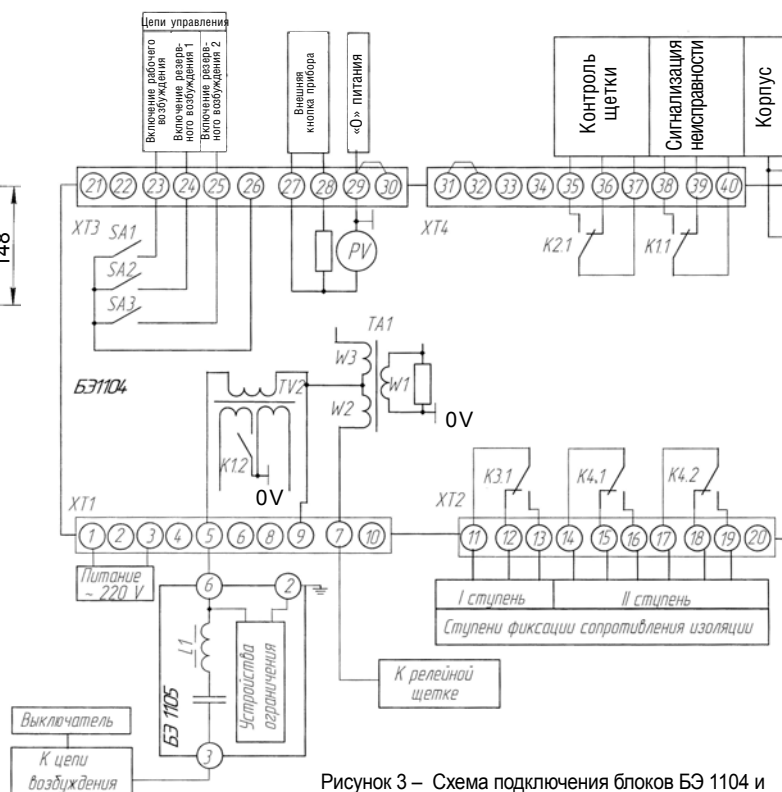 Цепи управления
Включение рабочего
возбуждения
Включение резерв-
ного возбуждения 1
Включение резерв-
ного возбуждения 2
Внешняя
кнопка прибора
«О» питания
Контроль
щетки
Сигнализация
неисправности
Корпус
21 22 23 24 25 26 27 28 29 30
31 32 33 34 35 36 37 38 39 40
148
XT3
XT4
SA1
SA2
SA3
PV
K2.1
K1.1
TA1
W3
W1
W2
0V
БЭ1104
TV2
K1.2
0V
XT1
XT2
K3.1
K4.1
K4.2
1 2 3 4 5 6 8 9 7 10
11 12 13 14 15 16 17 18 19 20
Питание
~ 220 V
6
2
L1
Устройства
ограничения
БЭ 1105
3
I ступень
II ступень
Ступени фиксации сопротивления изоляции
К релейной
щетке
Выключатель
К цепи
возбуждения
Рисунок 3 – Схема подключения блоков БЭ 1104 и